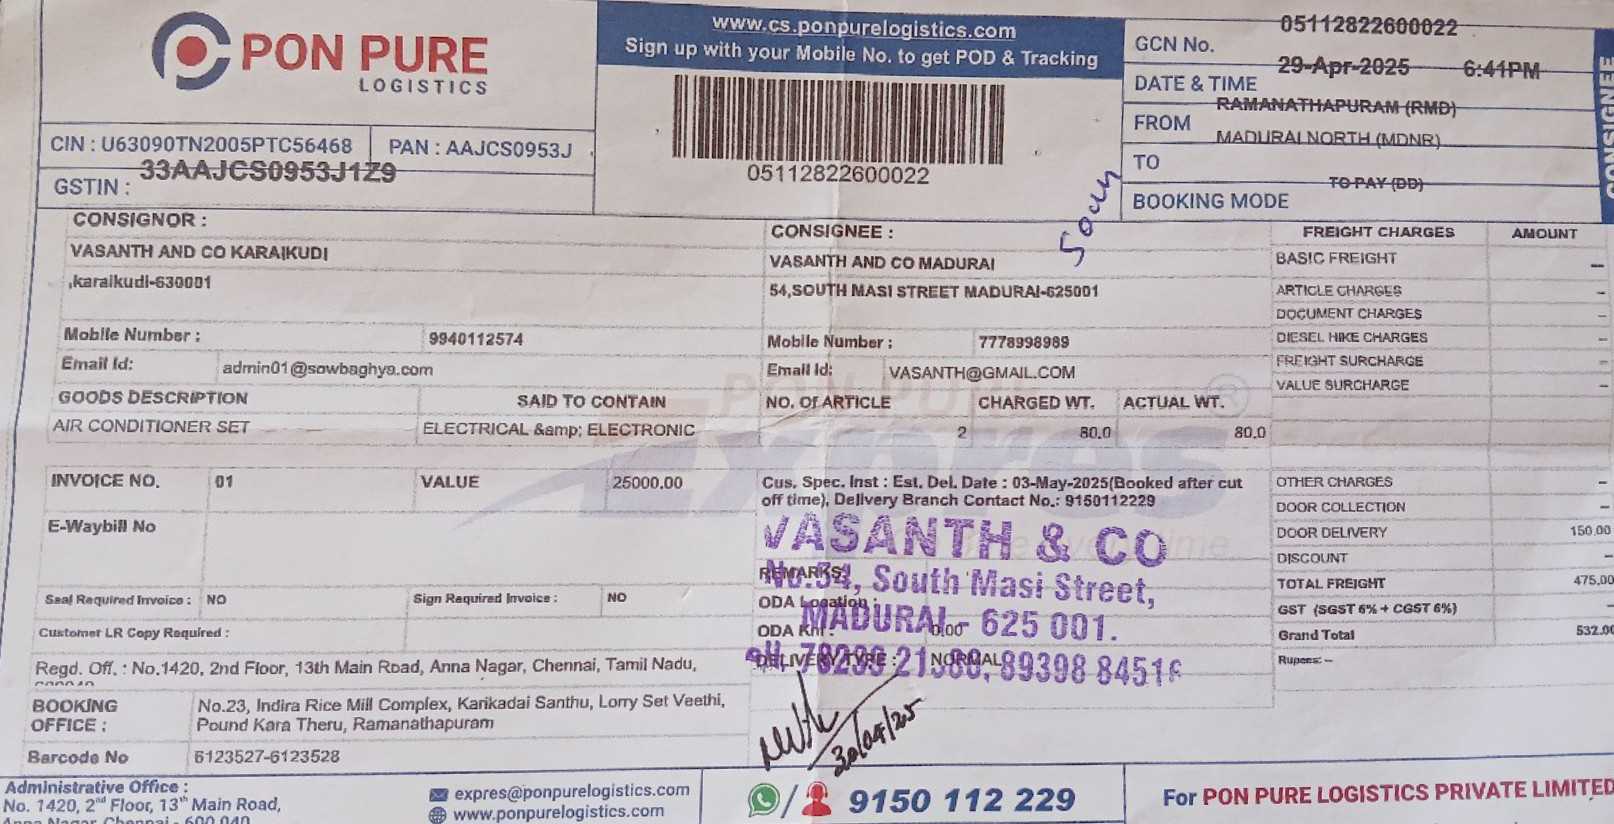 PON PURE
LOGISTICS
www.cs.ponpurelogistics.com
Sign up with your Mobile No. to get POD & Tracking
05112822600022
GCN No. 05112822600022
DATE & TIME 29-Apr-2025 6:41PM
FROM RAMANATHAPURAM (RMD)
TO MADURAI NORTH (MDNR)
BOOKING MODE TO PAY (DD)
CONSIGNEE
CIN : U63090TN2005PTC56468 PAN : AAJCS0953J
GSTIN : 33AAJCS0953J1Z9
CONSIGNOR :
VASANTH AND CO KARAIKUDI
,karaikudi-630001
Mobile Number : 9940112574
Email Id: admin01@sowbaghya.com
CONSIGNEE :
VASANTH AND CO MADURAI
54,SOUTH MASI STREET MADURAI-625001
Mobile Number : 7778998989
Email Id: VASANTH@GMAIL.COM
GOODS DESCRIPTION SAID TO CONTAIN NO. Of ARTICLE CHARGED WT. ACTUAL WT.
AIR CONDITIONER SET ELECTRICAL &amp; ELECTRONIC 2 80.0 80.0
INVOICE NO. 01 VALUE 25000.00
E-Waybill No
Seal Required Invoice : NO Sign Required Invoice : NO
Customer LR Copy Required :
Cus. Spec. Inst : Est. Del. Date : 03-May-2025(Booked after cut
off time), Delivery Branch Contact No.: 9150112229
REMARKS:
ODA Location :
ODA Km : 0.00
DELIVERY TYPE : NORMAL
VASANTH & CO
No.54, South Masi Street,
MADURAI - 625 001.
89398 84516
30/04/25
FREIGHT CHARGES AMOUNT
BASIC FREIGHT –
ARTICLE CHARGES –
DOCUMENT CHARGES –
DIESEL HIKE CHARGES –
FREIGHT SURCHARGE –
VALUE SURCHARGE –
OTHER CHARGES –
DOOR COLLECTION –
DOOR DELIVERY 150.00
DISCOUNT –
TOTAL FREIGHT 475.00
GST (SGST 6% + CGST 6%) –
Grand Total 532.00
Rupees: –
Regd. Off. : No.1420, 2nd Floor, 13th Main Road, Anna Nagar, Chennai, Tamil Nadu,
BOOKING OFFICE : No.23, Indira Rice Mill Complex, Karikadai Santhu, Lorry Set Veethi,
Pound Kara Theru, Ramanathapuram
Barcode No 6123527-6123528
Administrative Office :
No. 1420, 2nd Floor, 13th Main Road,
Anna Nagar, Chennai - 600 040
expres@ponpurelogistics.com
www.ponpurelogistics.com
9150 112 229
For PON PURE LOGISTICS PRIVATE LIMITED